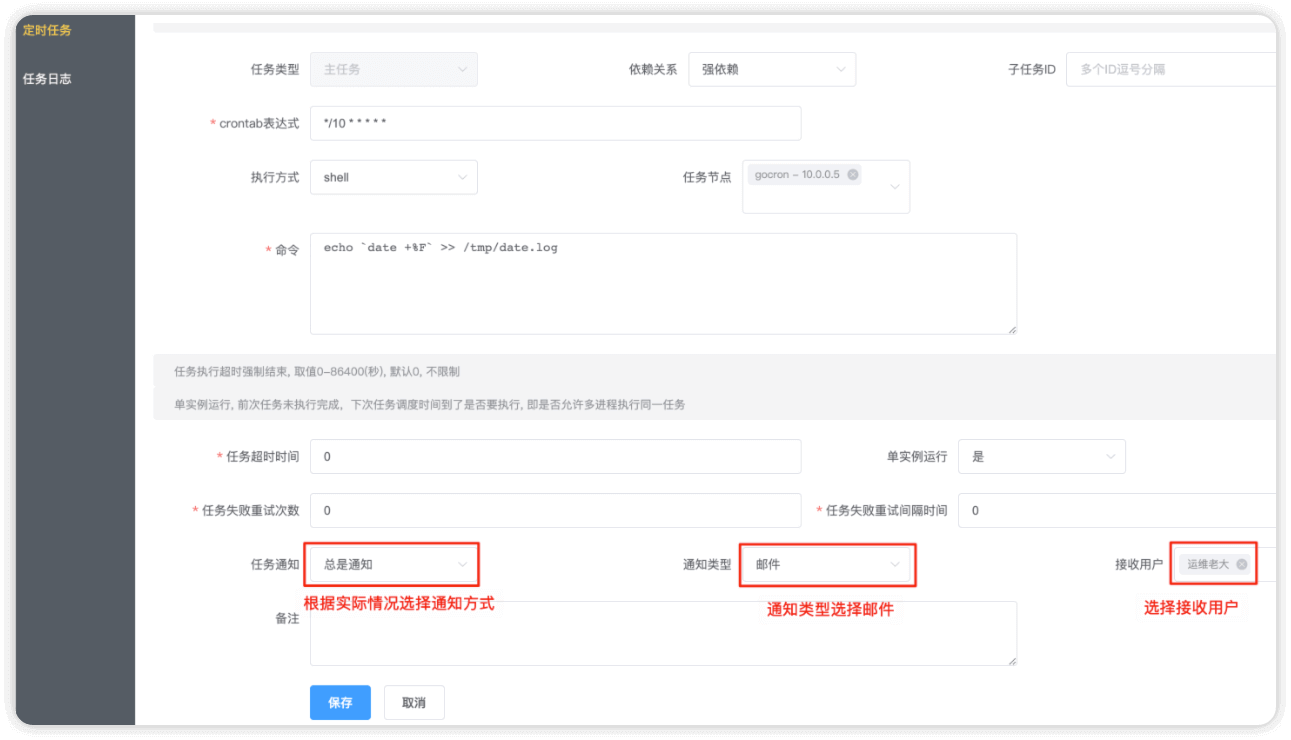 定时任务
任务日志
任务类型 主任务 依赖关系 强依赖 子任务ID 多个ID逗号分隔
* crontab表达式 */10 * * * * *
执行方式 shell 任务节点 gocron - 10.0.0.5
* 命令 echo `date +%F` >> /tmp/date.log
任务执行超时强制结束, 取值0-86400(秒), 默认0, 不限制
单实例运行, 前次任务未执行完成，下次任务调度时间到了是否要执行, 即是否允许多进程执行同一任务
* 任务超时时间 0 单实例运行 是
* 任务失败重试次数 0 * 任务失败重试间隔时间 0
任务通知 总是通知 通知类型 邮件 接收用户 运维老大
根据实际情况选择通知方式 通知类型选择邮件 选择接收用户
备注
保存 取消